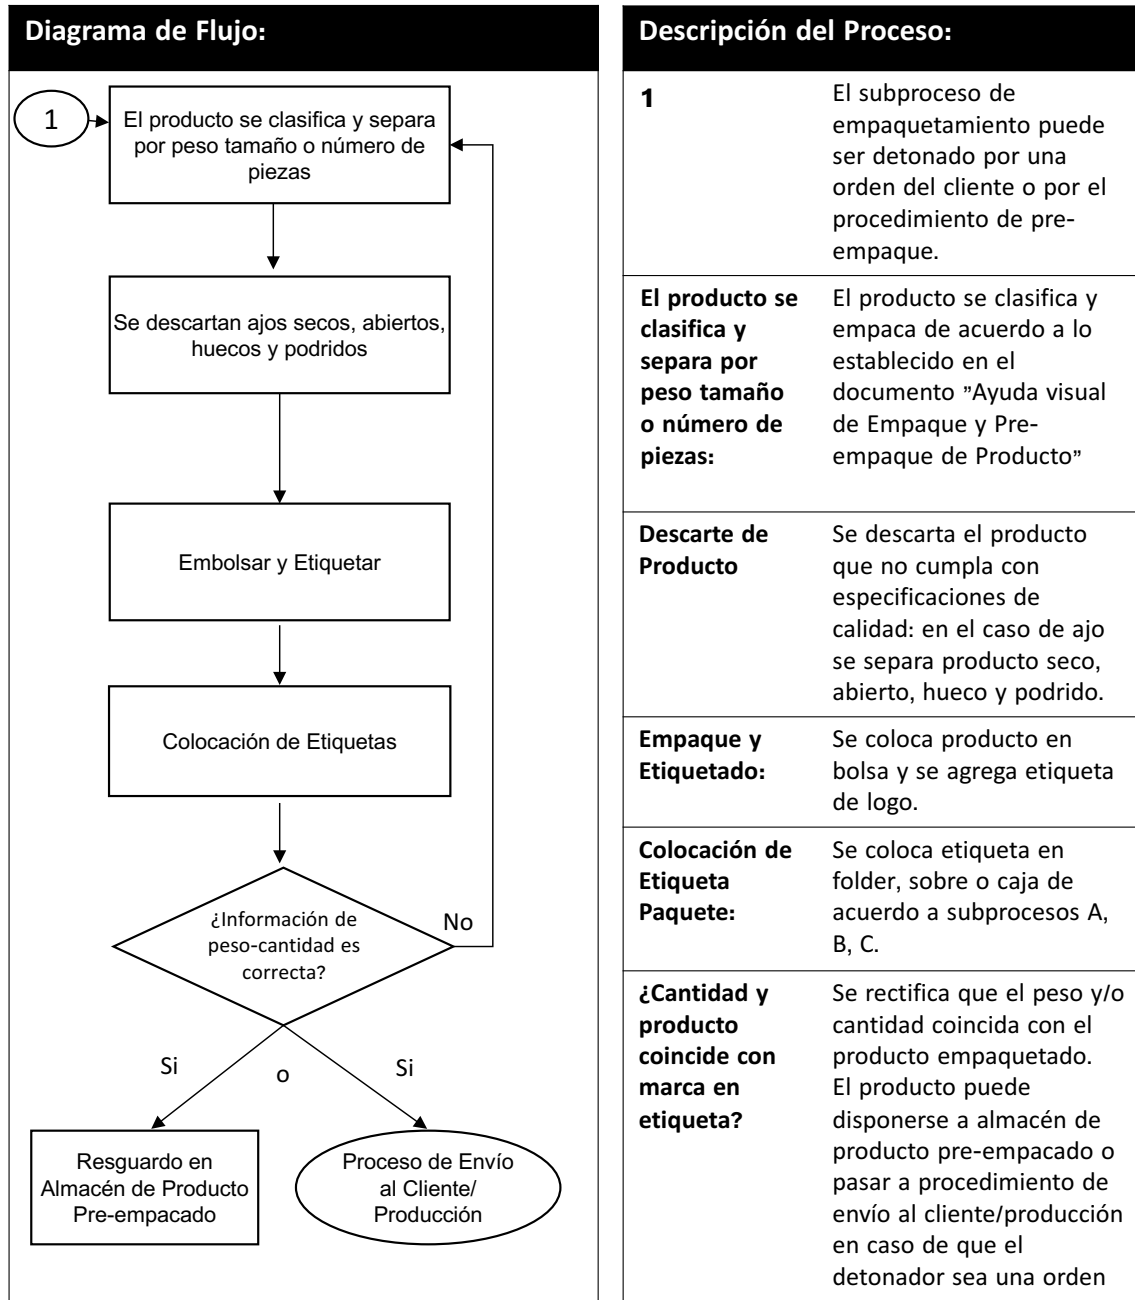 Diagrama de Flujo:
1
El producto se clasifica y separa
por peso tamaño o número de
piezas
Se descartan ajos secos, abiertos,
huecos y podridos
Embolsar y Etiquetar
Colocación de Etiquetas
¿Información de
peso-cantidad es
correcta?
No
Si
o
Si
Resguardo en
Almacén de Producto
Pre-empacado
Proceso de Envío
al Cliente/
Producción
Descripción del Proceso:
1
El subproceso de
empaquetamiento puede
ser detonado por una
orden del cliente o por el
procedimiento de pre-
empaque.
El producto se
clasifica y
separa por
peso tamaño
o número de
piezas:
El producto se clasifica y
empaca de acuerdo a lo
establecido en el
documento ”Ayuda visual
de Empaque y Pre-
empaque de Producto”
Descarte de
Producto
Se descarta el producto
que no cumpla con
especificaciones de
calidad: en el caso de ajo
se separa producto seco,
abierto, hueco y podrido.
Empaque y
Etiquetado:
Se coloca producto en
bolsa y se agrega etiqueta
de logo.
Colocación de
Etiqueta
Paquete:
Se coloca etiqueta en
folder, sobre o caja de
acuerdo a subprocesos A,
B, C.
¿Cantidad y
producto
coincide con
marca en
etiqueta?
Se rectifica que el peso y/o
cantidad coincida con el
producto empaquetado.
El producto puede
disponerse a almacén de
producto pre-empacado o
pasar a procedimiento de
envío al cliente/producción
en caso de que el
detonador sea una orden